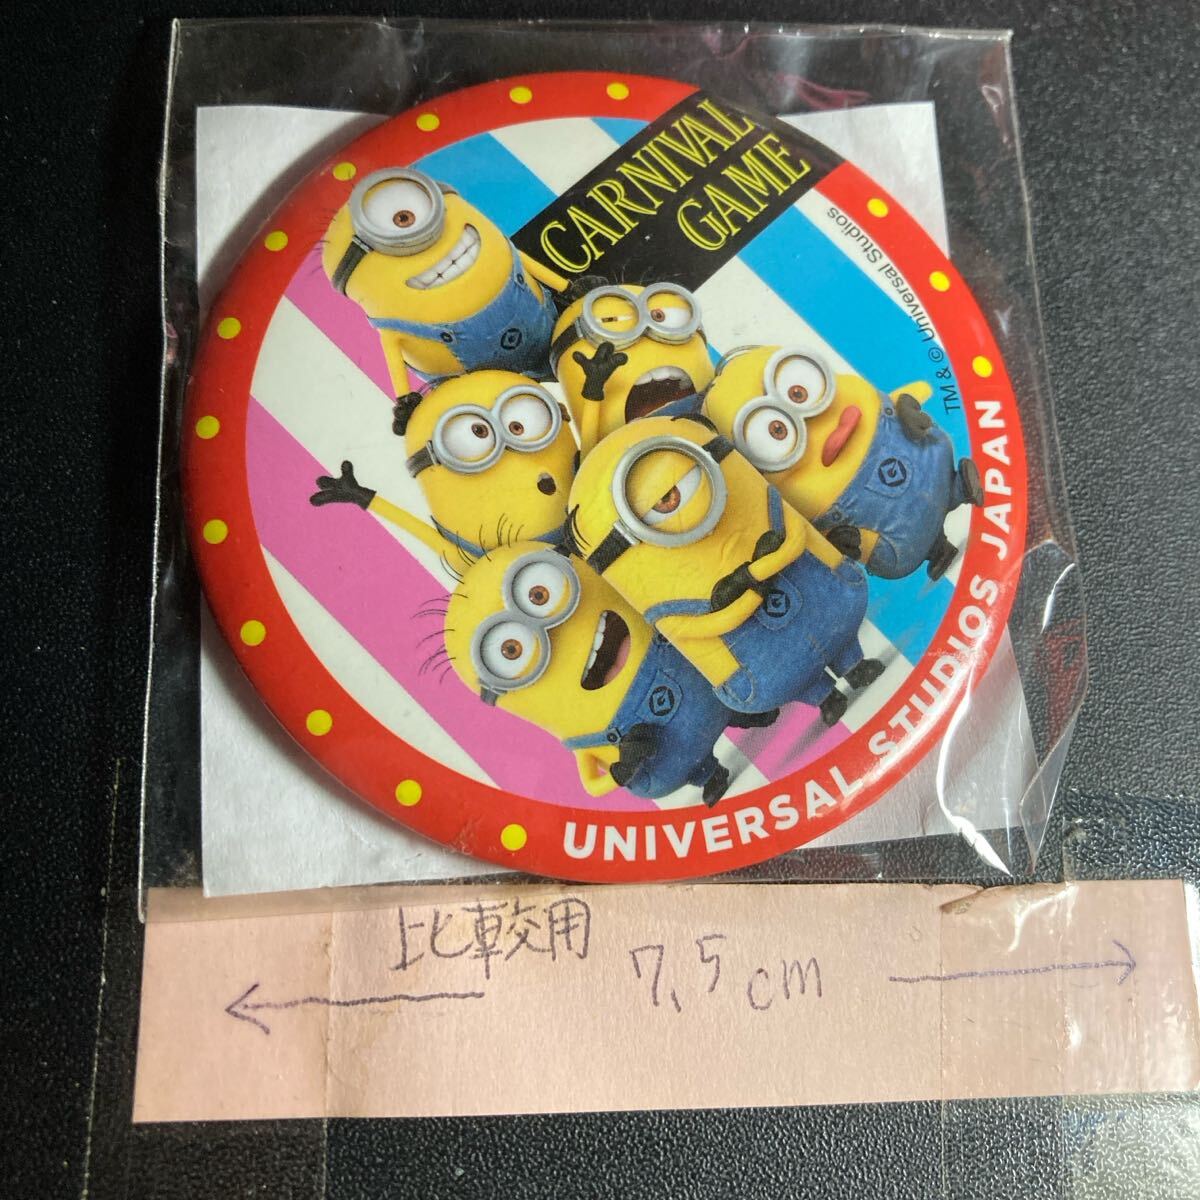 CARNIVAL
GAME
TM & © Universal Studios
UNIVERSAL STUDIOS JAPAN
比較用
7.5cm